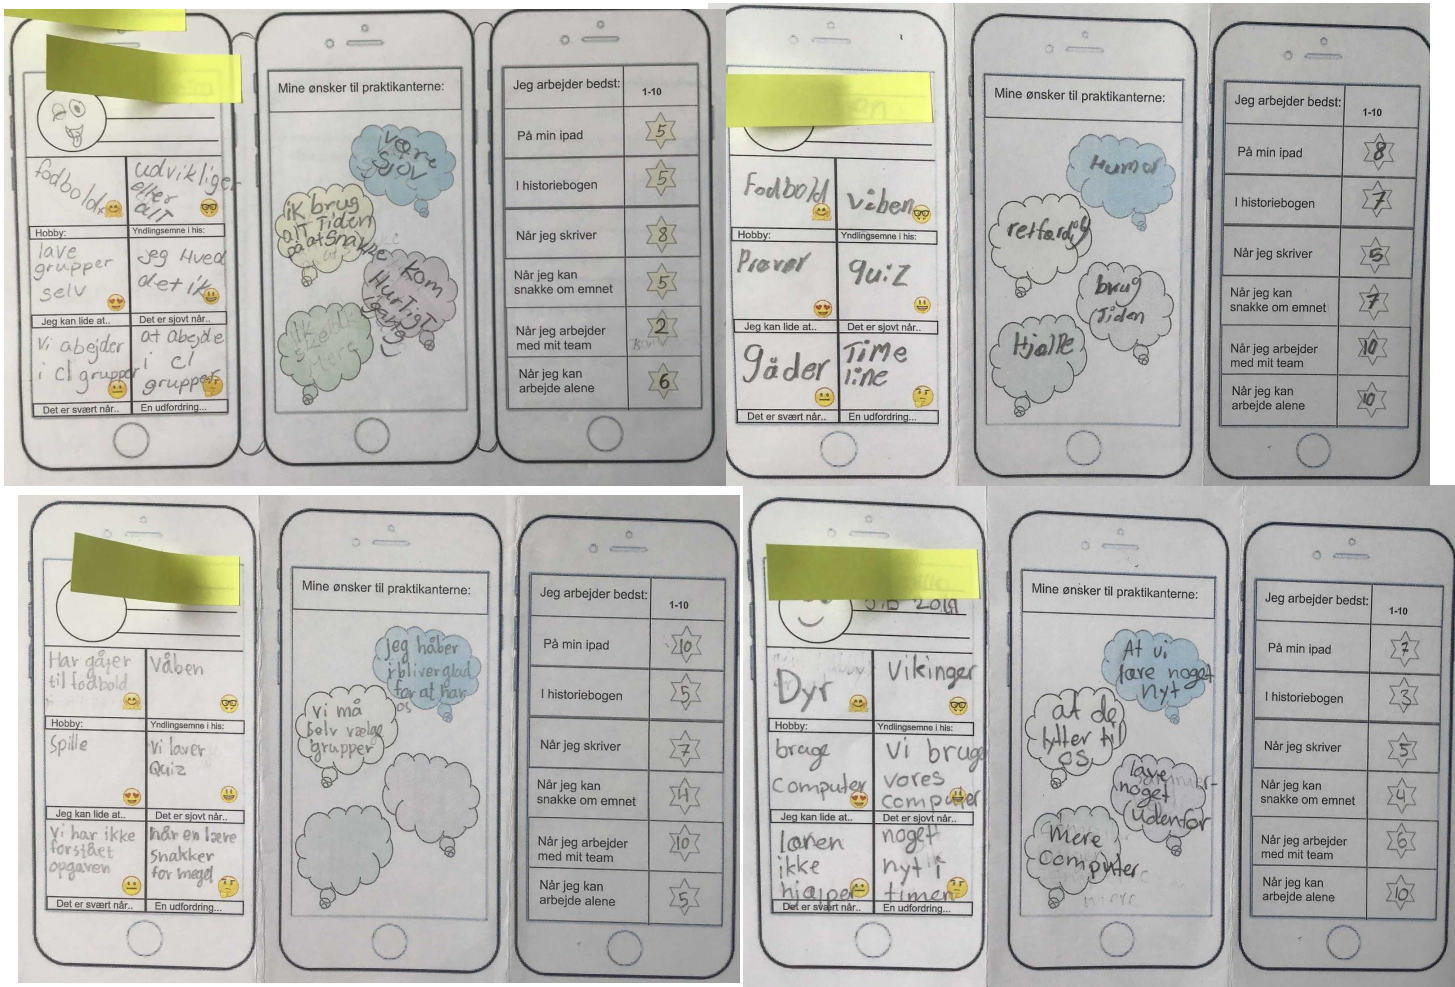 fodbold
udvikliger
efter
alT
Hobby:
Yndlingsemne i his:
lave
grupper
selv
jeg Hved
det ik
Jeg kan lide at..
Det er sjovt når..
Vi abejder
i cl grupper
at abejde
i cl
grupper
Det er svært når..
En udfordring...
Mine ønsker til praktikanterne:
være
Sjov
ik brug
alT Tiden
på at Snakke
kom
HurTigT
igang
Jeg arbejder bedst:
1-10
På min ipad
5
I historiebogen
5
Når jeg skriver
8
Når jeg kan
snakke om emnet
5
Når jeg arbejder
med mit team
2
Når jeg kan
arbejde alene
6
Fodbold
viben
Hobby:
Yndlingsemne i his:
Prøver
quiz
Jeg kan lide at..
Det er sjovt når..
gåder
Time
line
Det er svært når..
En udfordring...
Mine ønsker til praktikanterne:
Humor
retfærdig
brug
Tiden
Hjælpe
Jeg arbejder bedst:
1-10
På min ipad
8
I historiebogen
7
Når jeg skriver
5
Når jeg kan
snakke om emnet
7
Når jeg arbejder
med mit team
10
Når jeg kan
arbejde alene
10
Har gåjer
til fodbold
Våben
Hobby:
Yndlingsemne i his:
Spille
Vi laver
Quiz
Jeg kan lide at..
Det er sjovt når..
Vi har ikke
forstået
opgaven
når en lære
snakker
for meget
Det er svært når..
En udfordring...
Mine ønsker til praktikanterne:
jeg håber
i bliver glad
for at har
os
vi må
selv vælge
grupper
Jeg arbejder bedst:
1-10
På min ipad
10
I historiebogen
5
Når jeg skriver
7
Når jeg kan
snakke om emnet
4
Når jeg arbejder
med mit team
10
Når jeg kan
arbejde alene
5
Dyr
Vikinger
Hobby:
Yndlingsemne i his:
bruge
Computer
Vi bruge
vores
computer
Jeg kan lide at..
Det er sjovt når..
læren
ikke
hjælper
noget
nyt i
timen
Det er svært når..
En udfordring...
Mine ønsker til praktikanterne:
At vi
lære noget
nyt
at de
lytter til
os
lave
noget
Udenfor
mere
computer
Jeg arbejder bedst:
1-10
På min ipad
7
I historiebogen
3
Når jeg skriver
5
Når jeg kan
snakke om emnet
4
Når jeg arbejder
med mit team
6
Når jeg kan
arbejde alene
10